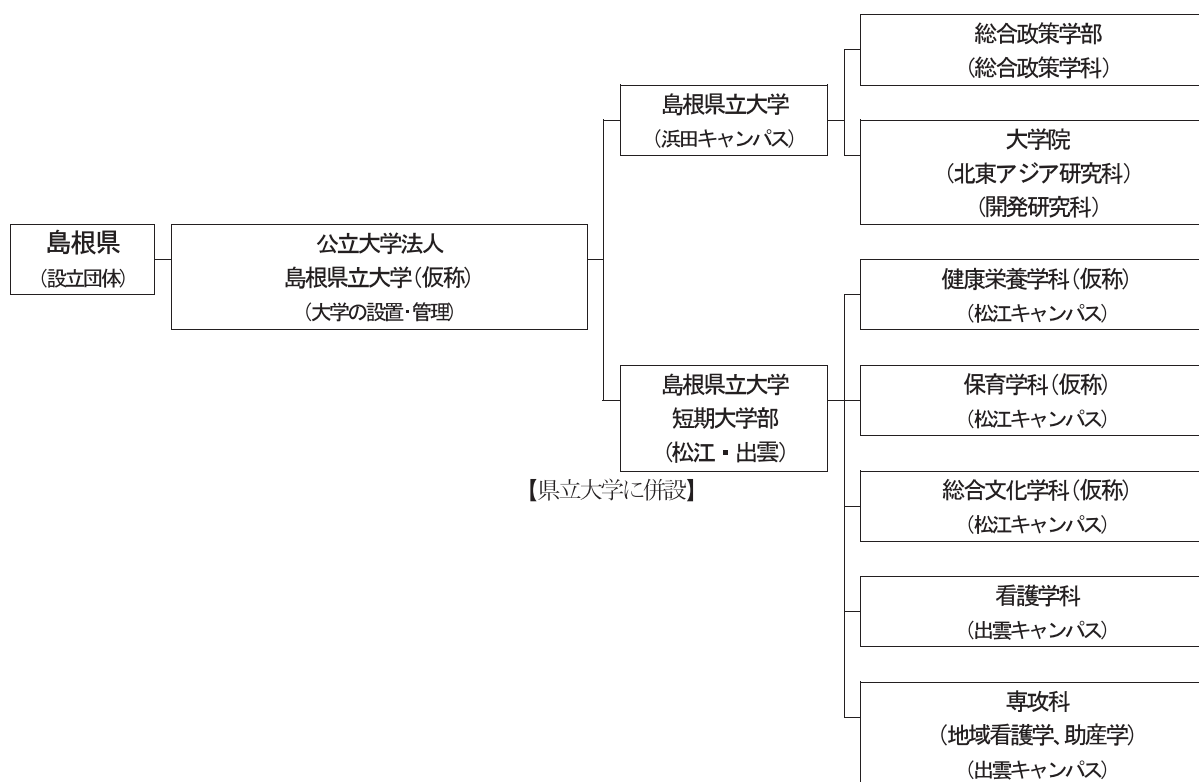 島根県
(設立団体)
公立大学法人
島根県立大学(仮称)
(大学の設置・管理)
島根県立大学
(浜田キャンパス)
総合政策学部
(総合政策学科)
大学院
(北東アジア研究科)
(開発研究科)
島根県立大学
短期大学部
(松江・出雲)
【県立大学に併設】
健康栄養学科(仮称)
(松江キャンパス)
保育学科(仮称)
(松江キャンパス)
総合文化学科(仮称)
(松江キャンパス)
看護学科
(出雲キャンパス)
専攻科
(地域看護学、助産学)
(出雲キャンパス)